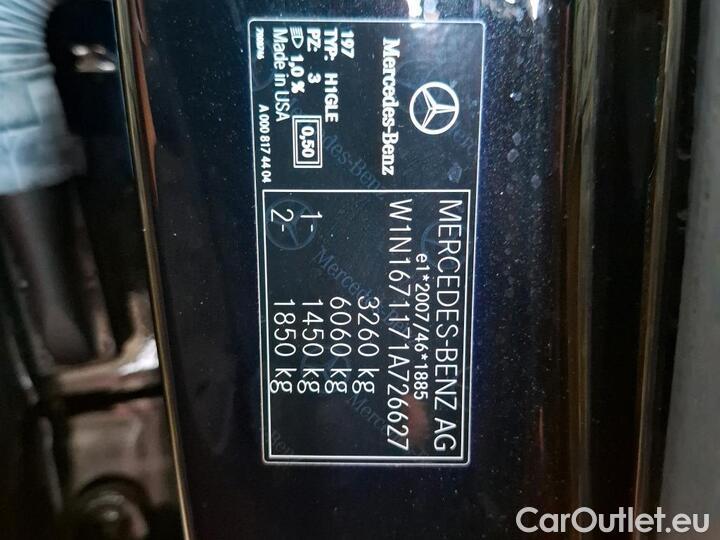 Mercedes-Benz
MERCEDES-BENZ AG
e1*2007/46*1885
W1N1671171A726627
3260 kg
6060 kg
1- 1450 kg
2- 1850 kg
197
TYP: H1GLE
P2: 3
1,0 % 0,50
Made in USA
A 000 817 44 04
CarOutlet.eu